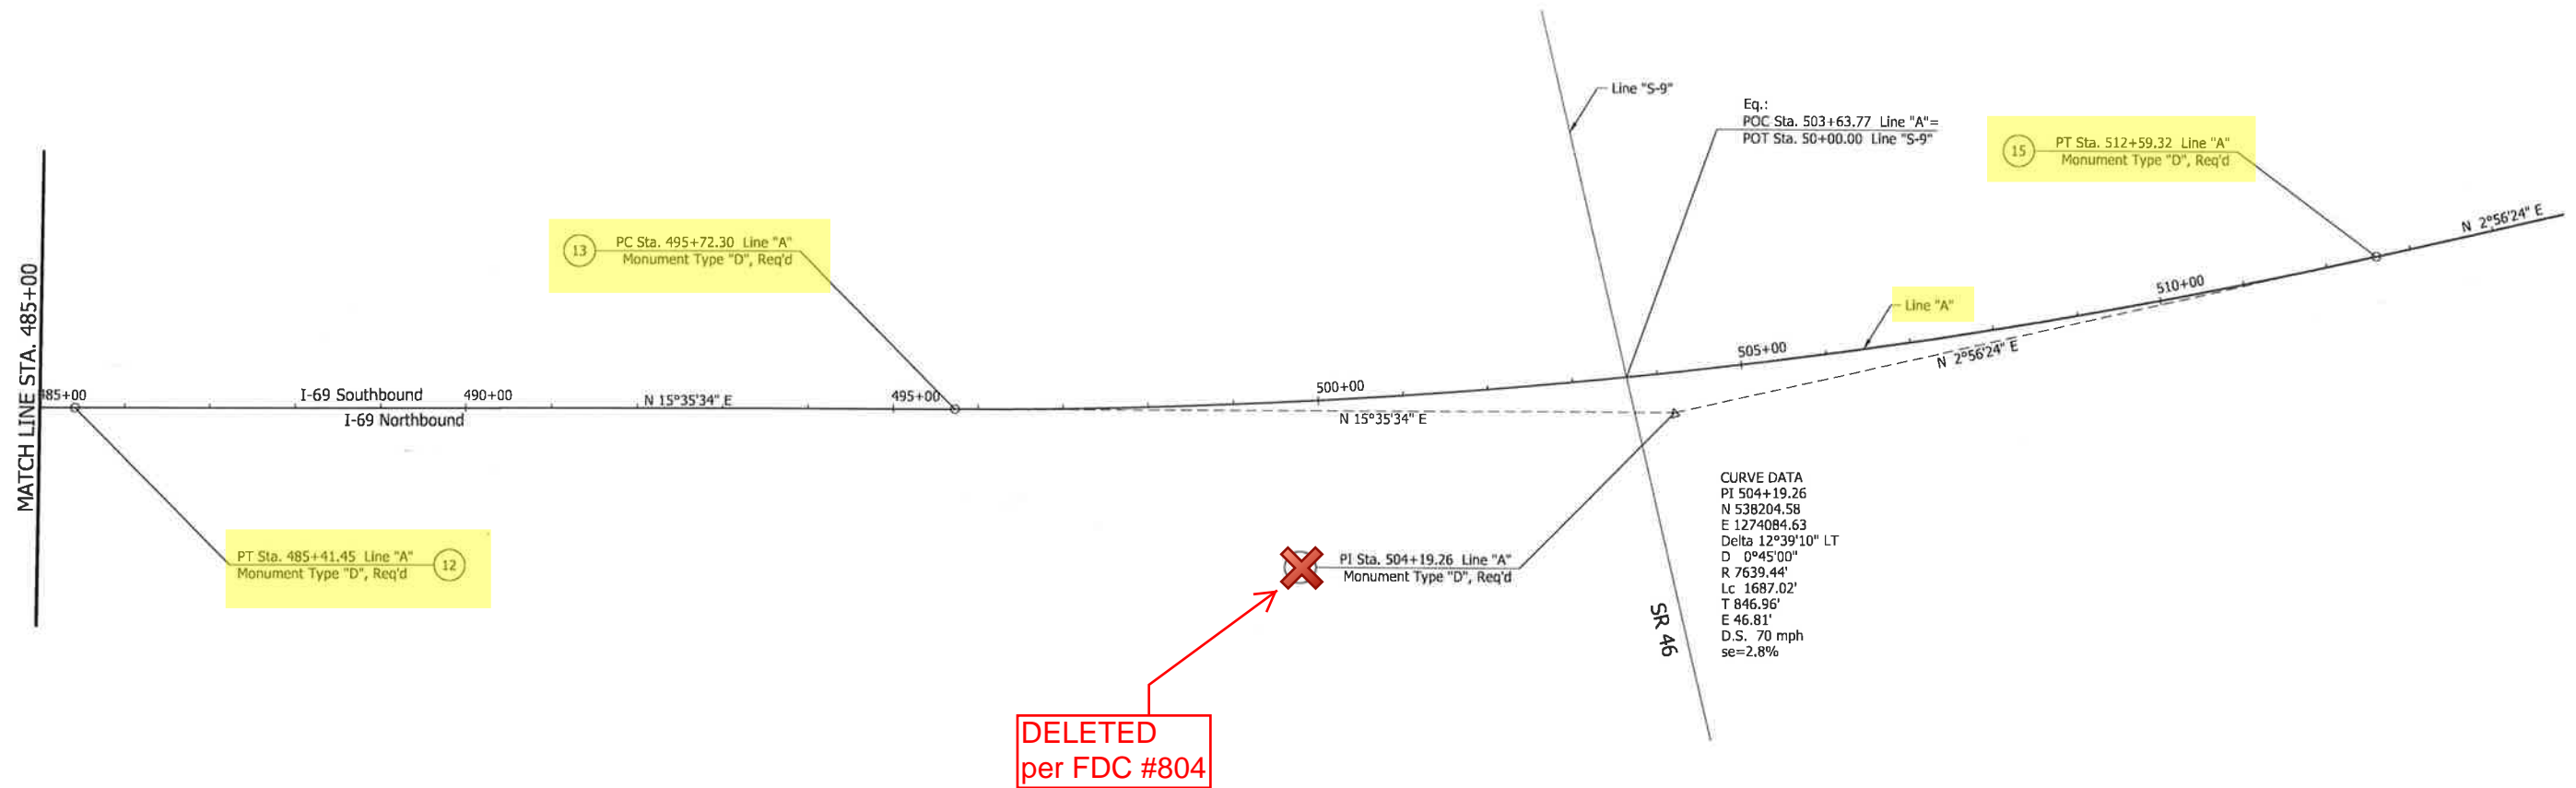 MATCH LINE STA. 485+00
485+00
I-69 Southbound
I-69 Northbound
490+00
N 15°35'34" E
495+00
PT Sta. 485+41.45 Line "A"
Monument Type "D", Req'd
12
13
PC Sta. 495+72.30 Line "A"
Monument Type "D", Req'd
500+00
N 15°35'34" E
PI Sta. 504+19.26 Line "A"
Monument Type "D", Req'd
DELETED
per FDC #804
Line "S-9"
SR 46
Eq.:
POC Sta. 503+63.77 Line "A"=
POT Sta. 50+00.00 Line "S-9"
505+00
Line "A"
N 2°56'24" E
510+00
15
PT Sta. 512+59.32 Line "A"
Monument Type "D", Req'd
N 2°56'24" E
CURVE DATA
PI 504+19.26
N 538204.58
E 1274084.63
Delta 12°39'10" LT
D 0°45'00"
R 7639.44'
Lc 1687.02'
T 846.96'
E 46.81'
D.S. 70 mph
se=2.8%